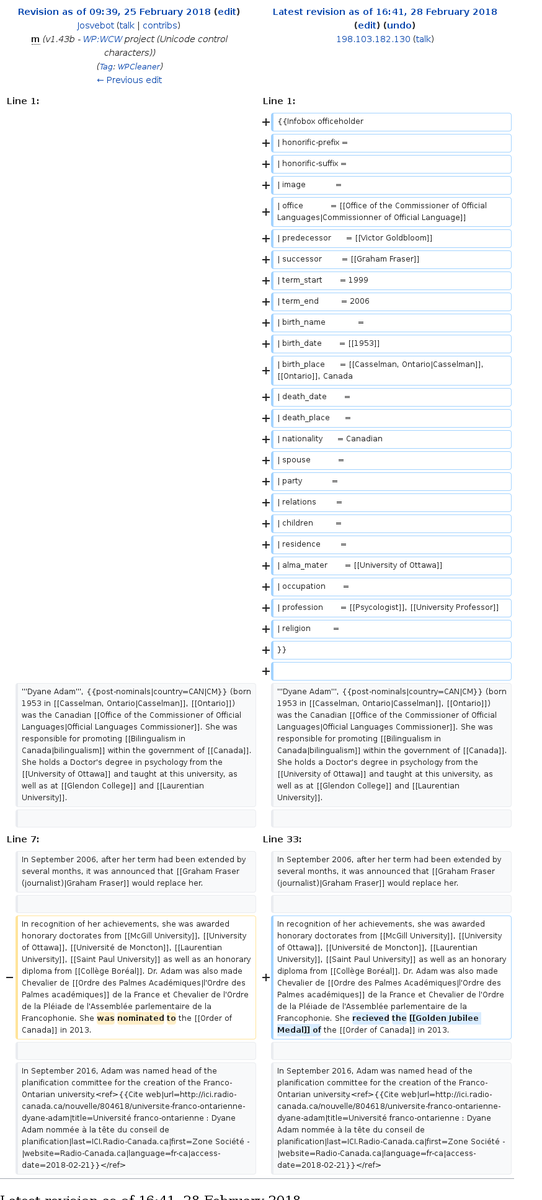 Revision as of 09:39, 25 February 2018 (edit)
Josvebot (talk | contribs)
m (v1.43b - WP:WCW project (Unicode control
characters))
(Tag: WPCleaner)
← Previous edit
Latest revision as of 16:41, 28 February 2018
(edit) (undo)
198.103.182.130 (talk)
Line 1:
Line 1:
+ {{Infobox officeholder
+ | honorific-prefix =
+ | honorific-suffix =
+ | image =
+ | office = [[Office of the Commissioner of Official
Languages|Commissionner of Official Language]]
+ | predecessor = [[Victor Goldbloom]]
+ | successor = [[Graham Fraser]]
+ | term_start = 1999
+ | term_end = 2006
+ | birth_name =
+ | birth_date = [[1953]]
+ | birth_place = [[Casselman, Ontario|Casselman]],
[[Ontario]], Canada
+ | death_date =
+ | death_place =
+ | nationality = Canadian
+ | spouse =
+ | party =
+ | relations =
+ | children =
+ | residence =
+ | alma_mater = [[University of Ottawa]]
+ | occupation =
+ | profession = [[Psycologist]], [[University Professor]]
+ | religion =
+ }}
+
'''Dyane Adam''', {{post-nominals|country=CAN|CM}} (born
1953 in [[Casselman, Ontario|Casselman]], [[Ontario]])
was the Canadian [[Office of the Commissioner of Official
Languages|Official Languages Commissioner]]. She was
responsible for promoting [[Bilingualism in
Canada|bilingualism]] within the government of [[Canada]].
She holds a Doctor's degree in psychology from the
[[University of Ottawa]] and taught at this university, as
well as at [[Glendon College]] and [[Laurentian
University]].
'''Dyane Adam''', {{post-nominals|country=CAN|CM}} (born
1953 in [[Casselman, Ontario|Casselman]], [[Ontario]])
was the Canadian [[Office of the Commissioner of Official
Languages|Official Languages Commissioner]]. She was
responsible for promoting [[Bilingualism in
Canada|bilingualism]] within the government of [[Canada]].
She holds a Doctor's degree in psychology from the
[[University of Ottawa]] and taught at this university, as
well as at [[Glendon College]] and [[Laurentian
University]].
Line 7:
Line 33:
In September 2006, after her term had been extended by
several months, it was announced that [[Graham Fraser
(journalist)|Graham Fraser]] would replace her.
In September 2006, after her term had been extended by
several months, it was announced that [[Graham Fraser
(journalist)|Graham Fraser]] would replace her.
− In recognition of her achievements, she was awarded
honorary doctorates from [[McGill University]], [[University
of Ottawa]], [[Université de Moncton]], [[Laurentian
University]], [[Saint Paul University]] as well as an honorary
diploma from [[Collège Boréal]]. Dr. Adam was also made
Chevalier de [[Ordre des Palmes Académiques|l'Ordre des
Palmes académiques]] de la France et Chevalier de l'Ordre
de la Pléiade de l'Assemblée parlementaire de la
Francophonie. She was nominated to the [[Order of
Canada]] in 2013.
+ In recognition of her achievements, she was awarded
honorary doctorates from [[McGill University]], [[University
of Ottawa]], [[Université de Moncton]], [[Laurentian
University]], [[Saint Paul University]] as well as an honorary
diploma from [[Collège Boréal]]. Dr. Adam was also made
Chevalier de [[Ordre des Palmes Académiques|l'Ordre des
Palmes académiques]] de la France et Chevalier de l'Ordre
de la Pléiade de l'Assemblée parlementaire de la
Francophonie. She recieved the [[Golden Jubilee
Medal]] of the [[Order of Canada]] in 2013.
In September 2016, Adam was named head of the
planification committee for the creation of the Franco-
Ontarian university.<ref>{{Cite web|url=http://ici.radio-
canada.ca/nouvelle/804618/universite-franco-ontarienne-
dyane-adam|title=Université franco-ontarienne : Dyane
Adam nommée à la tête du conseil de
planification|last=ICI.Radio-Canada.ca|first=Zone Société -
|website=Radio-Canada.ca|language=fr-ca|access-
date=2018-02-21}}</ref>
In September 2016, Adam was named head of the
planification committee for the creation of the Franco-
Ontarian university.<ref>{{Cite web|url=http://ici.radio-
canada.ca/nouvelle/804618/universite-franco-ontarienne-
dyane-adam|title=Université franco-ontarienne : Dyane
Adam nommée à la tête du conseil de
planification|last=ICI.Radio-Canada.ca|first=Zone Société -
|website=Radio-Canada.ca|language=fr-ca|access-
date=2018-02-21}}</ref>
Latest revision as of 16:41, 28 February 2018